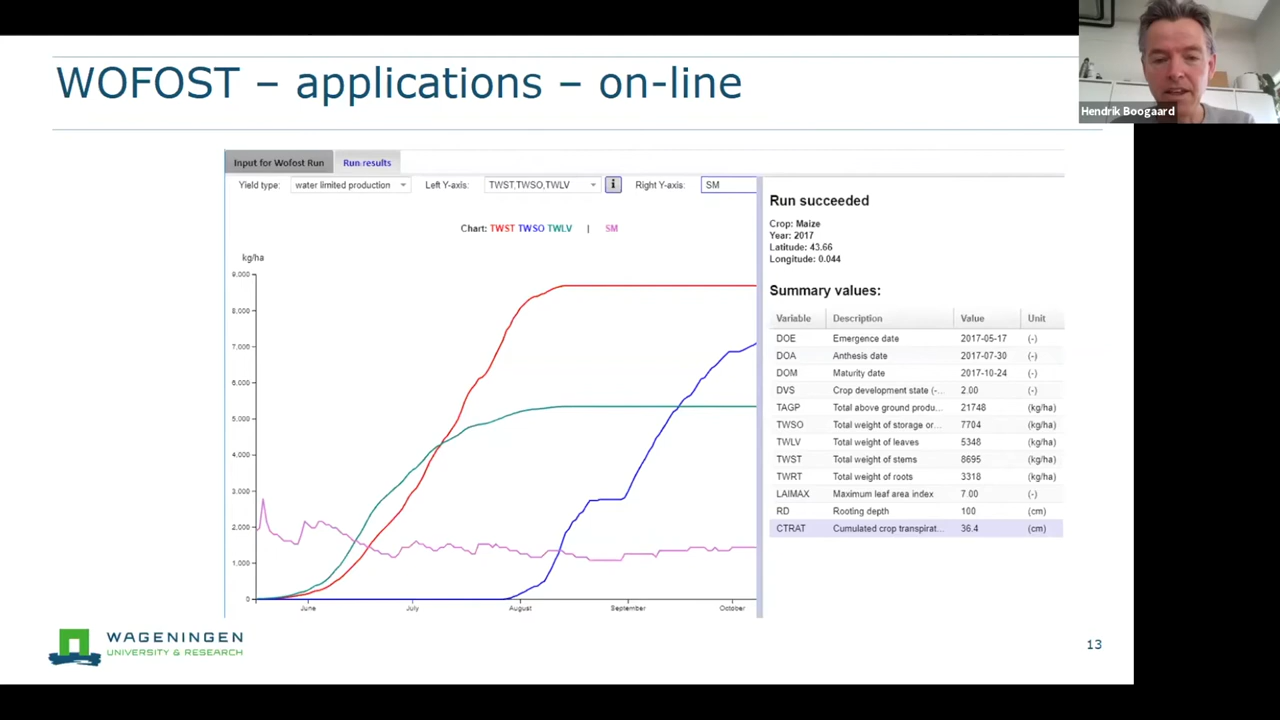 WOFOST – applications – on-line
Hendrik Boogaard
Input for Wofost Run Run results
Yield type: water limited production Left Y-axis: TWST,TWSO,TWLV i Right Y-axis: SM
Chart: TWST TWSO TWLV | SM
kg/ha
9,000
8,000
7,000
6,000
5,000
4,000
3,000
2,000
1,000
0
June July August September October
Run succeeded
Crop: Maize
Year: 2017
Latitude: 43.66
Longitude: 0.044
Summary values:
Variable Description Value Unit
DOE Emergence date 2017-05-17 (-)
DOA Anthesis date 2017-07-30 (-)
DOM Maturity date 2017-10-24 (-)
DVS Crop development state (-... 2.00 (-)
TAGP Total above ground produ... 21748 (kg/ha)
TWSO Total weight of storage or... 7704 (kg/ha)
TWLV Total weight of leaves 5348 (kg/ha)
TWST Total weight of stems 8695 (kg/ha)
TWRT Total weight of roots 3318 (kg/ha)
LAIMAX Maximum leaf area index 7.00 (-)
RD Rooting depth 100 (cm)
CTRAT Cumulated crop transpirat... 36.4 (cm)
WAGENINGEN
UNIVERSITY & RESEARCH
13